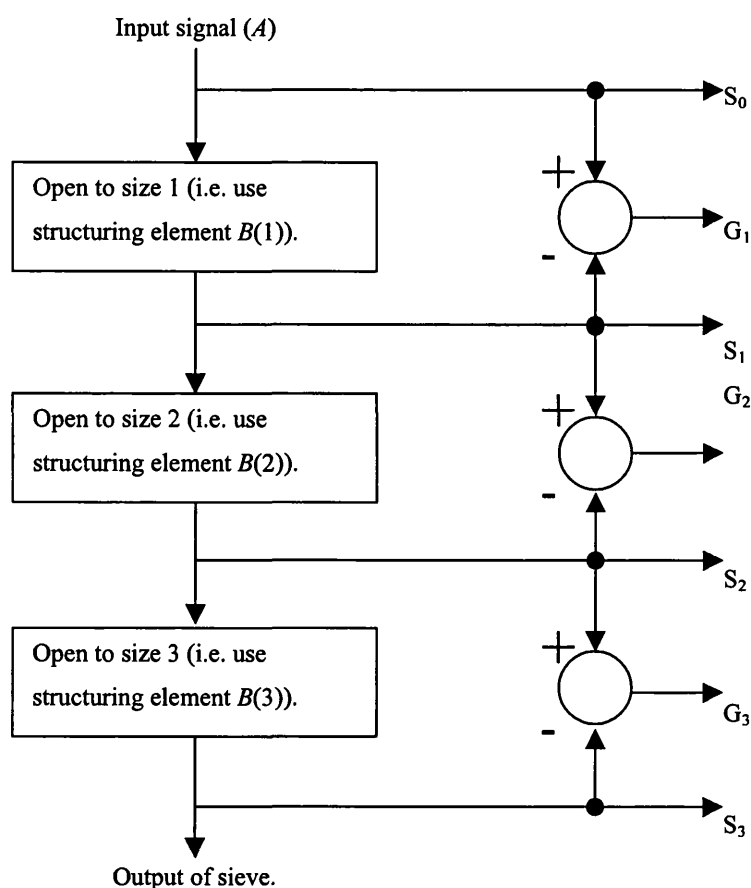 Input signal (A)
S₀
Open to size 1 (i.e. use
structuring element B(1)).
+
G₁
-
S₁
G₂
Open to size 2 (i.e. use
structuring element B(2)).
+
-
S₂
Open to size 3 (i.e. use
structuring element B(3)).
+
G₃
-
S₃
Output of sieve.